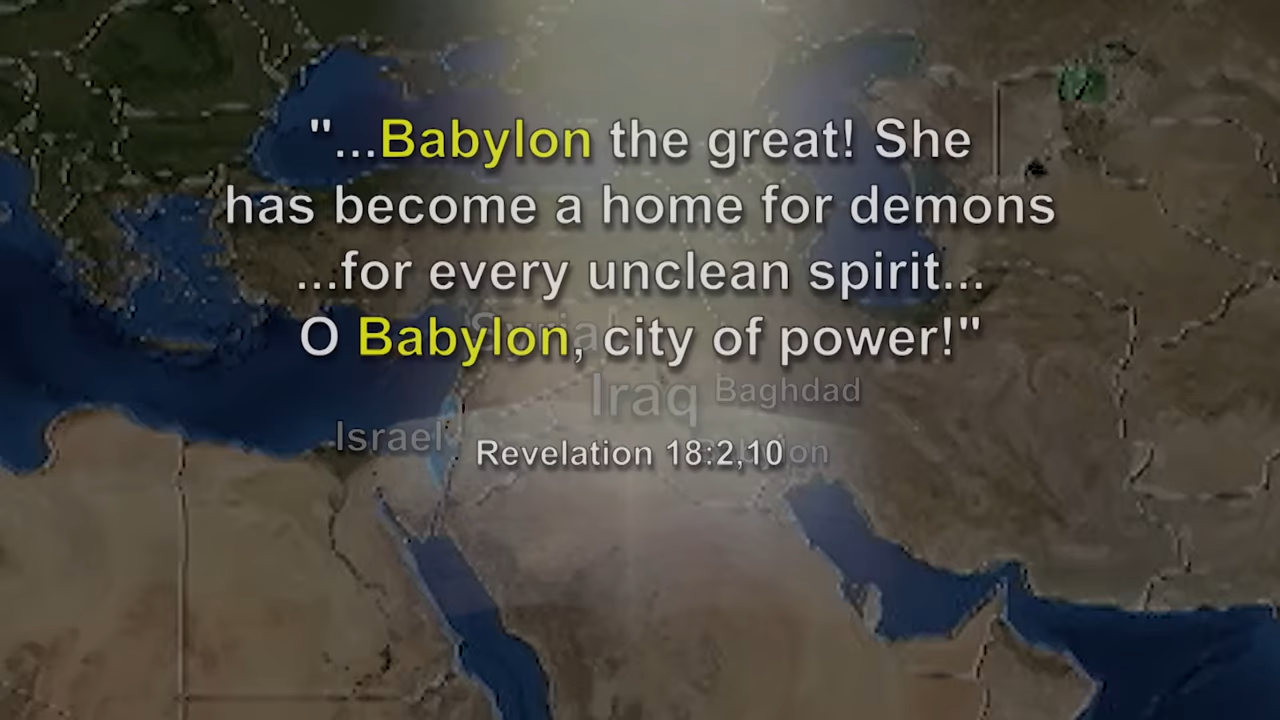 "...Babylon the great! She
has become a home for demons
...for every unclean spirit...
O Babylon, city of power!"
Syria
Iraq Baghdad
Israel
Revelation 18:2,10